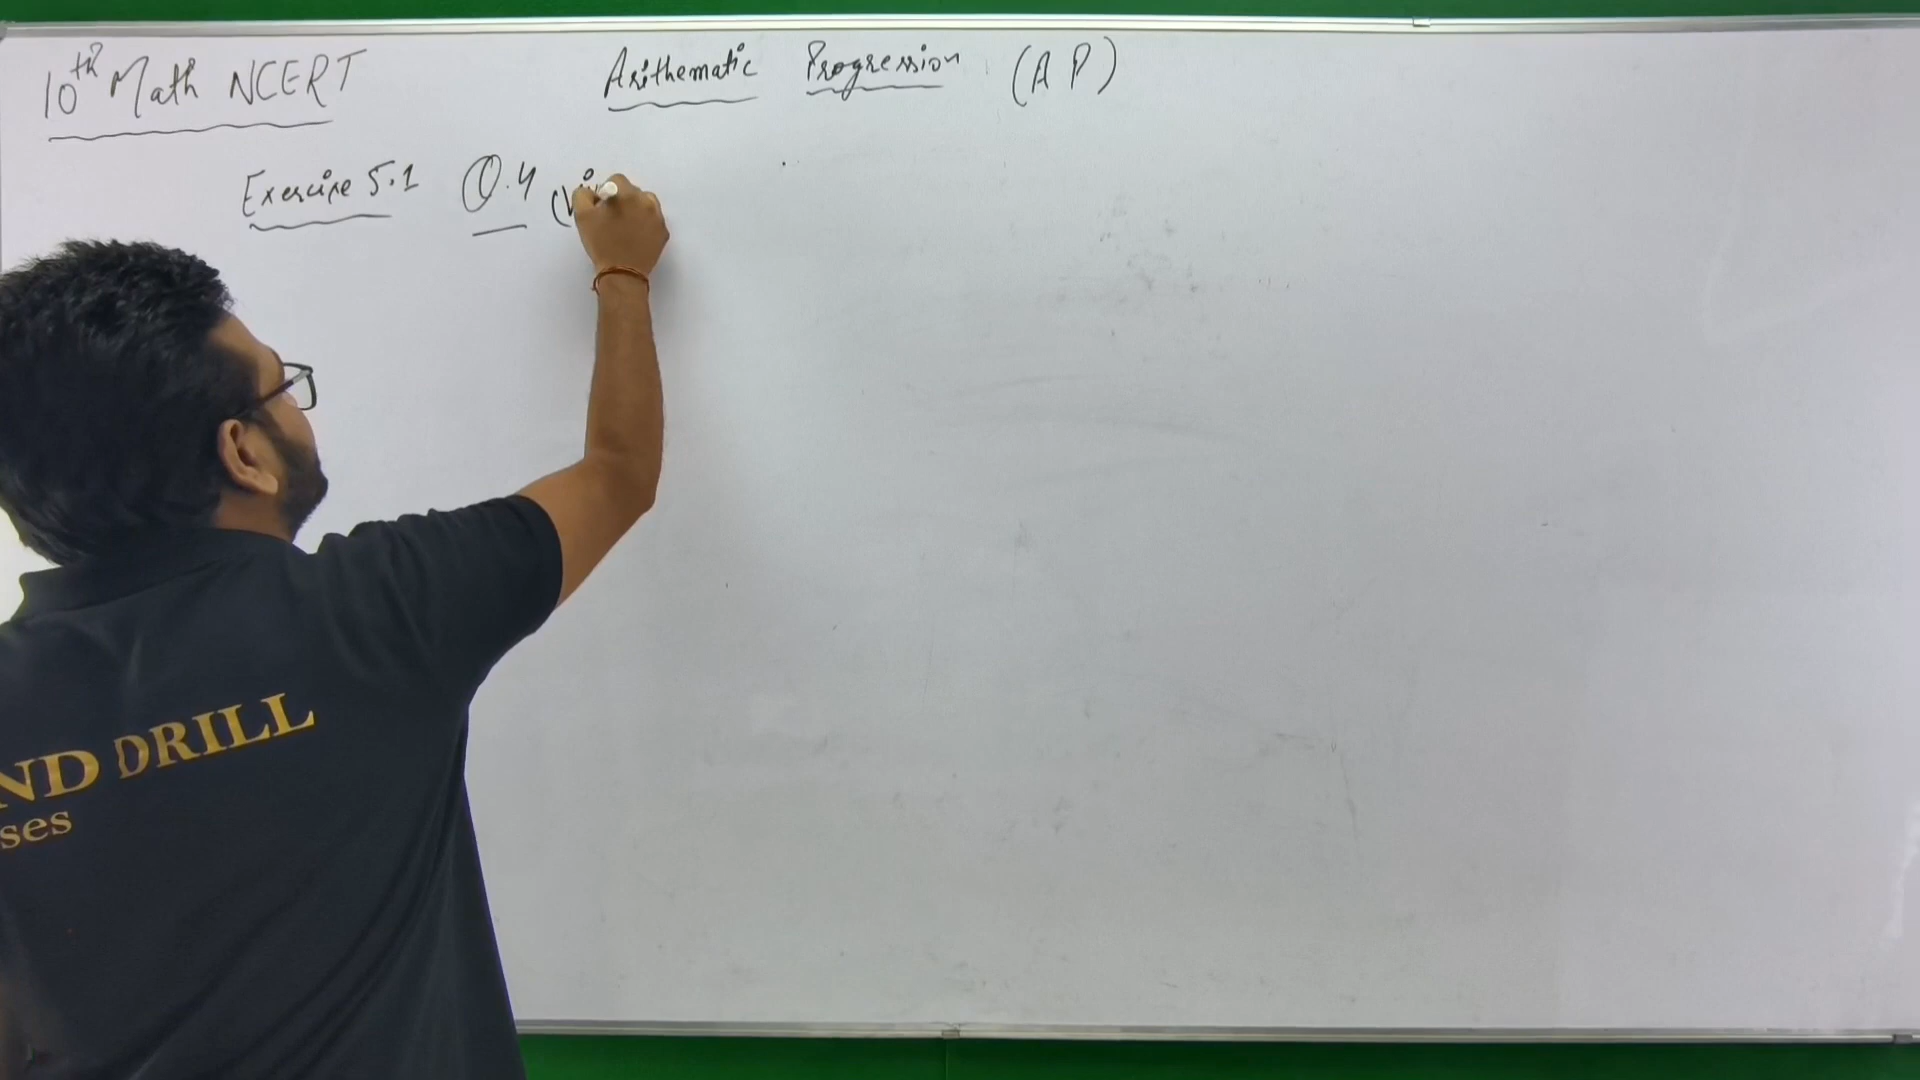 10th Math NCERT
Arithematic Progression (AP)
Exercise 5.1 Q.4
ND DRILL
ses